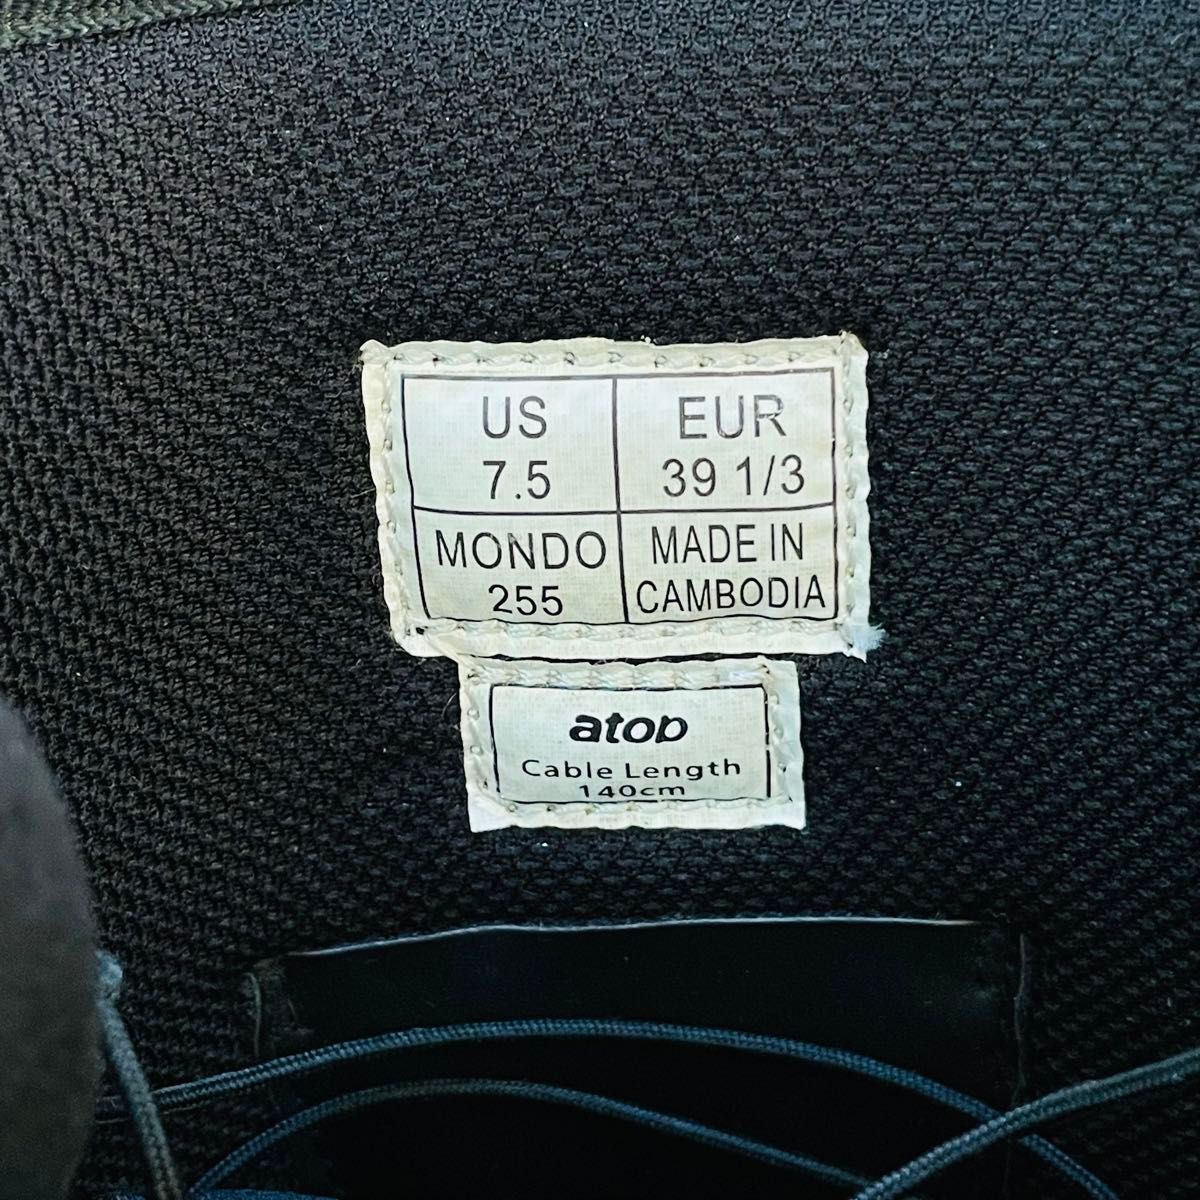 US
7.5
EUR
39 1/3
MONDO
255
MADE IN
CAMBODIA
atop
Cable Length
140cm